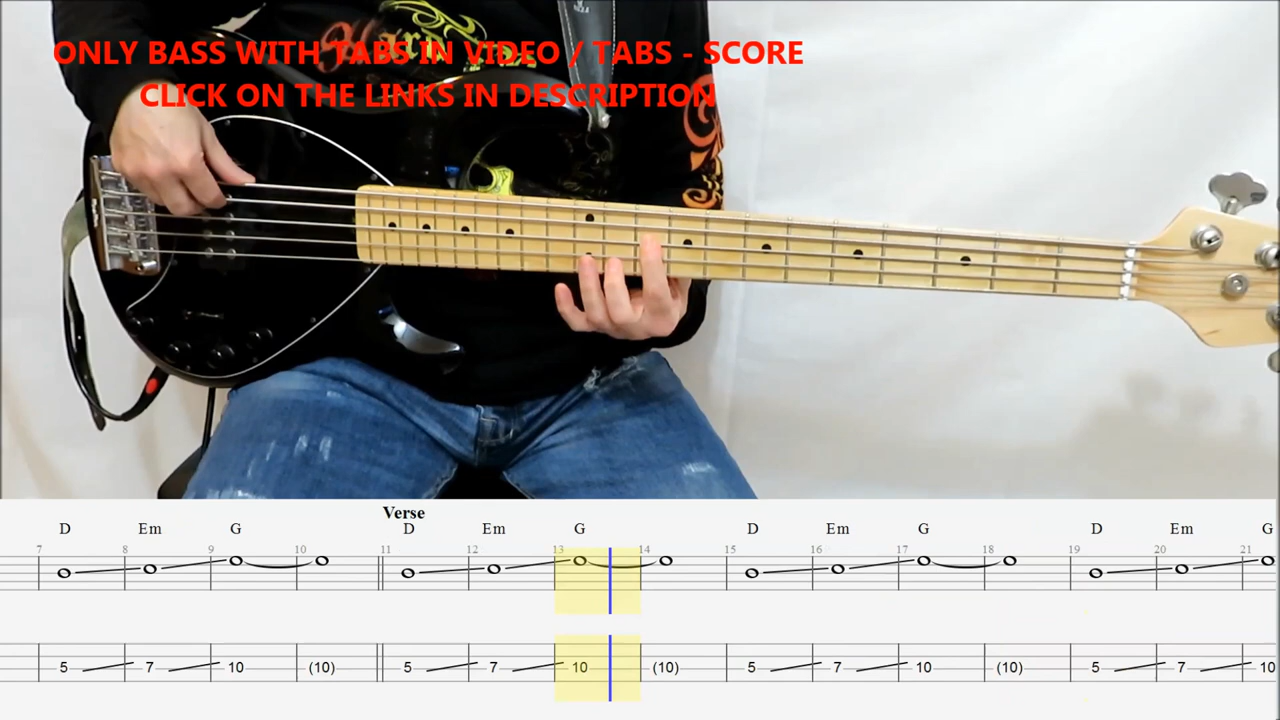 ONLY BASS WITH TABS IN VIDEO / TABS - SCORE
CLICK ON THE LINKS IN DESCRIPTION
Verse
D Em G D Em G D Em G D Em G
7 8 9 10 11 12 13 14 15 16 17 18 19 20 21
5 7 10 (10) 5 7 10 (10) 5 7 10 (10) 5 7 10